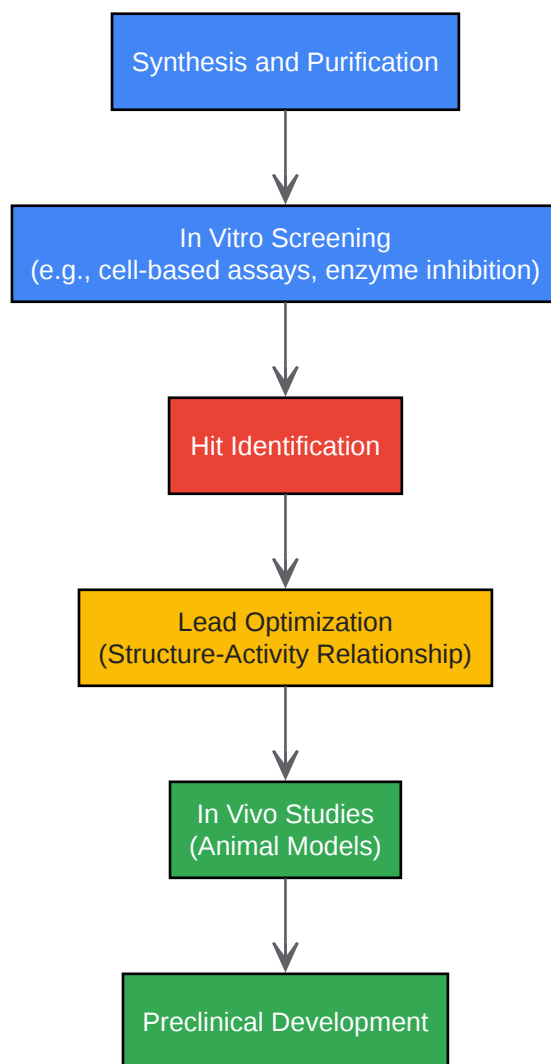 Synthesis and Purification
In Vitro Screening
(e.g., cell-based assays, enzyme inhibition)
Hit Identification
Lead Optimization
(Structure-Activity Relationship)
In Vivo Studies
(Animal Models)
Preclinical Development